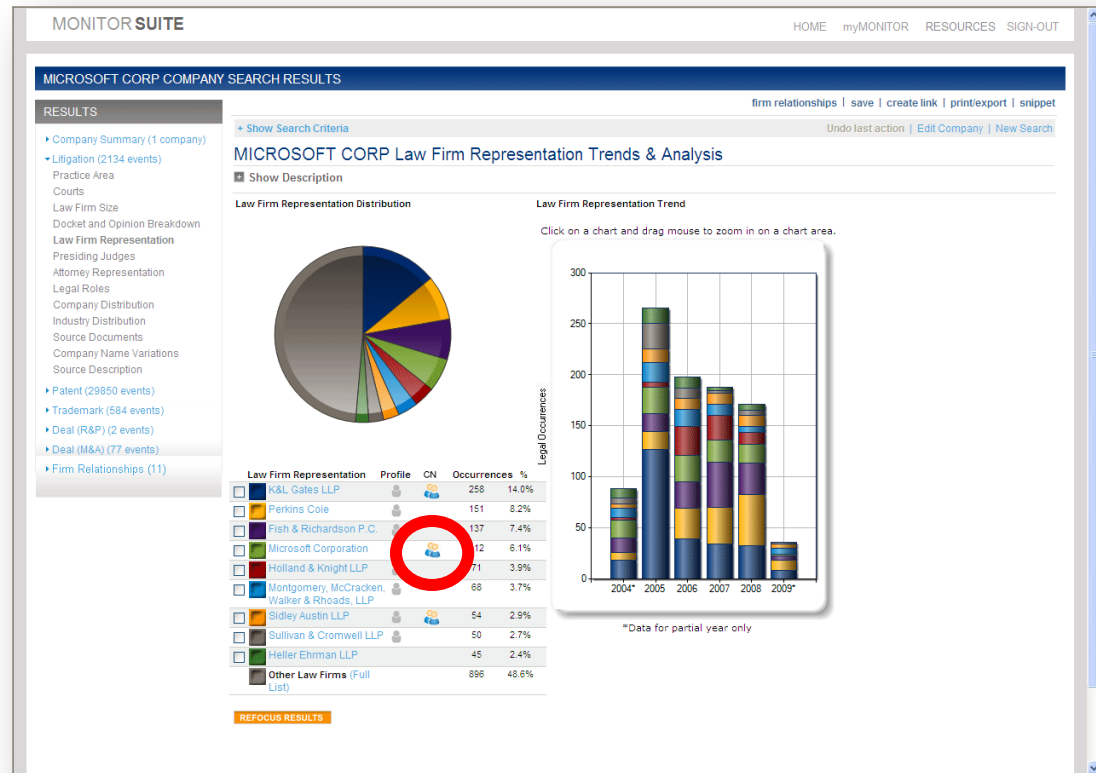 MONITOR SUITE
HOME myMONITOR RESOURCES SIGN-OUT
MICROSOFT CORP COMPANY SEARCH RESULTS
RESULTS
Company Summary (1 company)
Litigation (2134 events)
Practice Area
Courts
Law Firm Size
Docket and Opinion Breakdown
Law Firm Representation
Presiding Judges
Attorney Representation
Legal Roles
Company Distribution
Industry Distribution
Source Documents
Company Name Variations
Source Description
Patent (29850 events)
Trademark (584 events)
Deal (R&P) (2 events)
Deal (M&A) (77 events)
Firm Relationships (11)
firm relationships | save | create link | print/export | snippet
+ Show Search Criteria
Undo last action | Edit Company | New Search
MICROSOFT CORP Law Firm Representation Trends & Analysis
+ Show Description
Law Firm Representation Distribution
Law Firm Representation Trend
Click on a chart and drag mouse to zoom in on a chart area.
300
250
200
150
100
50
0
Legal Occurrences
2004* 2005 2006 2007 2008 2009*
*Data for partial year only
Law Firm Representation Profile CN Occurrences %
K&L Gates LLP 258 14.0%
Perkins Coie 151 8.2%
Fish & Richardson P.C. 137 7.4%
Microsoft Corporation 12 6.1%
Holland & Knight LLP 71 3.9%
Montgomery, McCracken, 68 3.7%
Walker & Rhoads, LLP
Sidley Austin LLP 54 2.9%
Sullivan & Cromwell LLP 50 2.7%
Heller Ehrman LLP 45 2.4%
Other Law Firms (Full 896 48.6%
List)
REFOCUS RESULTS